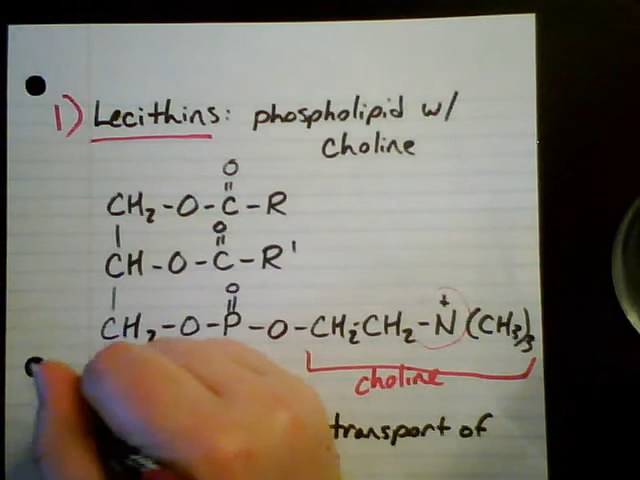 1) Lecithins: phospholipid w/
choline
O
CH₂-O-C-R
O
CH-O-C-R'
O
CH₂-O-P-O-CH₂CH₂-N⁺(CH₃)₃
choline
transport of